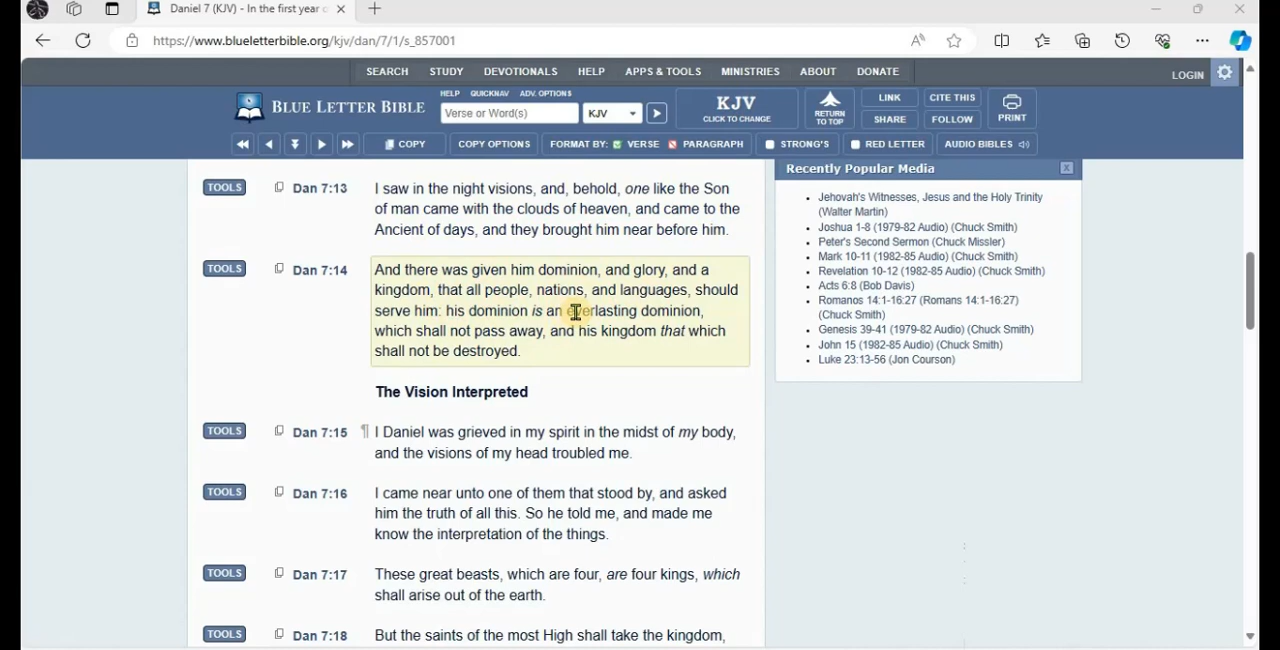 Daniel 7 (KJV) - In the first year o
https://www.blueletterbible.org/kjv/dan/7/1/s_857001
SEARCH STUDY DEVOTIONALS HELP APPS & TOOLS MINISTRIES ABOUT DONATE LOGIN
BLUE LETTER BIBLE
HELP QUICKNAV ADV. OPTIONS
Verse or Word(s) KJV
KJV
CLICK TO CHANGE
RETURN
TO TOP
LINK CITE THIS
SHARE FOLLOW
PRINT
COPY COPY OPTIONS FORMAT BY: VERSE PARAGRAPH STRONG'S RED LETTER AUDIO BIBLES
TOOLS Dan 7:13 I saw in the night visions, and, behold, one like the Son
of man came with the clouds of heaven, and came to the
Ancient of days, and they brought him near before him.
TOOLS Dan 7:14 And there was given him dominion, and glory, and a
kingdom, that all people, nations, and languages, should
serve him: his dominion is an everlasting dominion,
which shall not pass away, and his kingdom that which
shall not be destroyed.
The Vision Interpreted
TOOLS Dan 7:15 ¶ I Daniel was grieved in my spirit in the midst of my body,
and the visions of my head troubled me.
TOOLS Dan 7:16 I came near unto one of them that stood by, and asked
him the truth of all this. So he told me, and made me
know the interpretation of the things.
TOOLS Dan 7:17 These great beasts, which are four, are four kings, which
shall arise out of the earth.
TOOLS Dan 7:18 But the saints of the most High shall take the kingdom,
Recently Popular Media x
• Jehovah's Witnesses, Jesus and the Holy Trinity
(Walter Martin)
• Joshua 1-8 (1979-82 Audio) (Chuck Smith)
• Peter's Second Sermon (Chuck Missler)
• Mark 10-11 (1982-85 Audio) (Chuck Smith)
• Revelation 10-12 (1982-85 Audio) (Chuck Smith)
• Acts 6:8 (Bob Davis)
• Romanos 14:1-16:27 (Romans 14:1-16:27)
(Chuck Smith)
• Genesis 39-41 (1979-82 Audio) (Chuck Smith)
• John 15 (1982-85 Audio) (Chuck Smith)
• Luke 23:13-56 (Jon Courson)